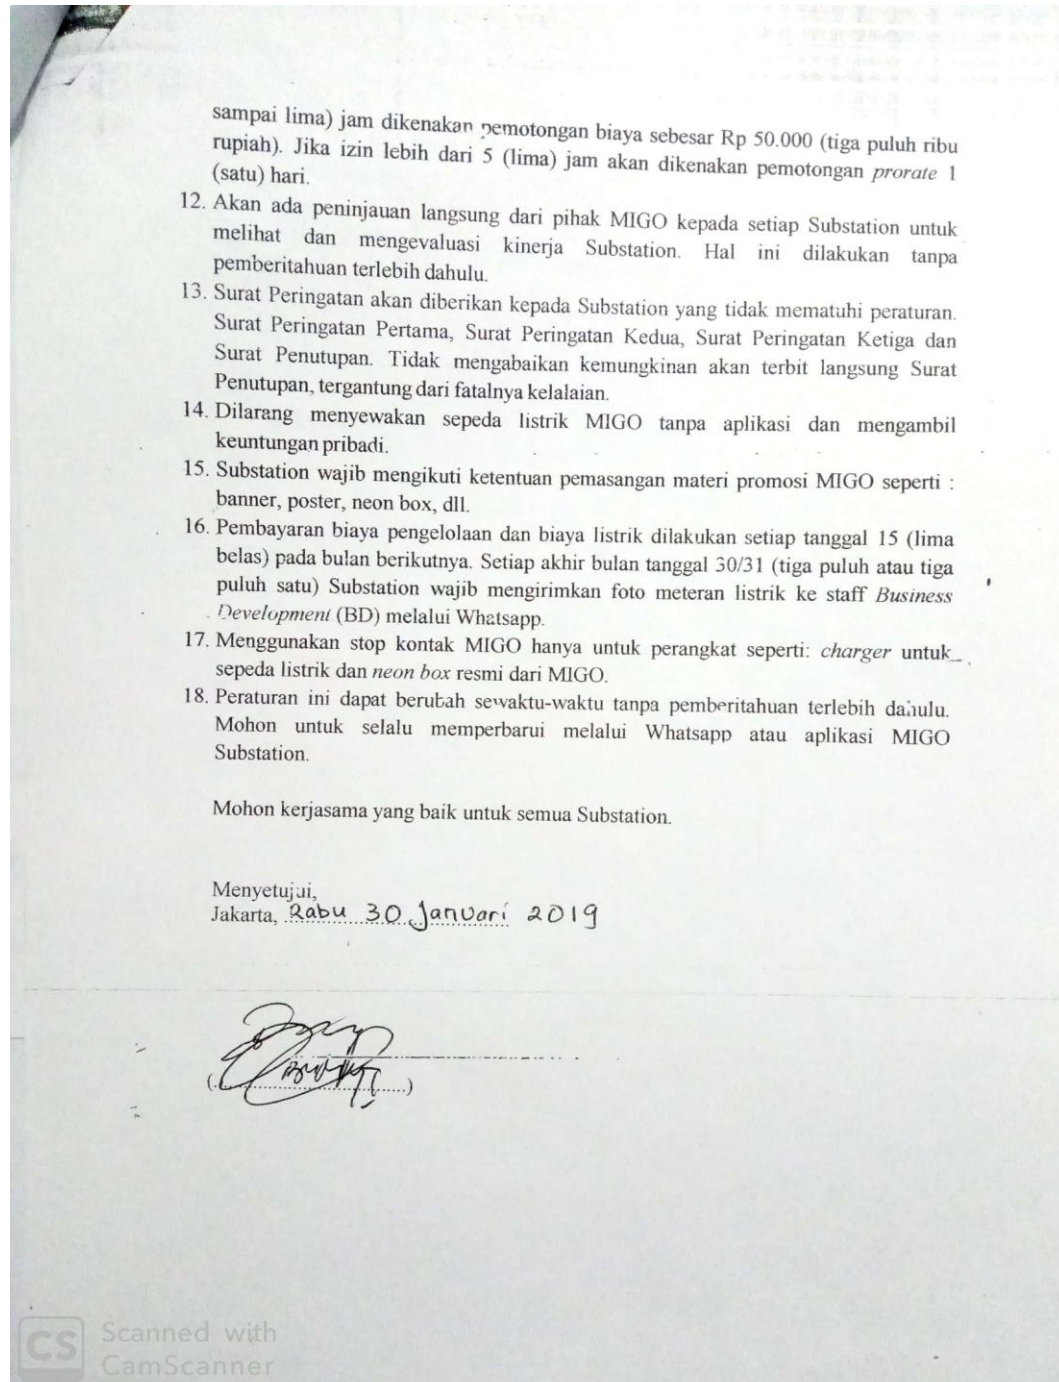 sampai lima) jam dikenakan pemotongan biaya sebesar Rp 50.000 (tiga puluh ribu
rupiah). Jika izin lebih dari 5 (lima) jam akan dikenakan pemotongan prorate 1
(satu) hari.
12. Akan ada peninjauan langsung dari pihak MIGO kepada setiap Substation untuk
melihat dan mengevaluasi kinerja Substation. Hal ini dilakukan tanpa
pemberitahuan terlebih dahulu.
13. Surat Peringatan akan diberikan kepada Substation yang tidak mematuhi peraturan.
Surat Peringatan Pertama, Surat Peringatan Kedua, Surat Peringatan Ketiga dan
Surat Penutupan. Tidak mengabaikan kemungkinan akan terbit langsung Surat
Penutupan, tergantung dari fatalnya kelalaian.
14. Dilarang menyewakan sepeda listrik MIGO tanpa aplikasi dan mengambil
keuntungan pribadi.
15. Substation wajib mengikuti ketentuan pemasangan materi promosi MIGO seperti :
banner, poster, neon box, dll.
16. Pembayaran biaya pengelolaan dan biaya listrik dilakukan setiap tanggal 15 (lima
belas) pada bulan berikutnya. Setiap akhir bulan tanggal 30/31 (tiga puluh atau tiga
puluh satu) Substation wajib mengirimkan foto meteran listrik ke staff Business
Development (BD) melalui Whatsapp.
17. Menggunakan stop kontak MIGO hanya untuk perangkat seperti: charger untuk
sepeda listrik dan neon box resmi dari MIGO.
18. Peraturan ini dapat berubah sewaktu-waktu tanpa pemberitahuan terlebih dahulu.
Mohon untuk selalu memperbarui melalui Whatsapp atau aplikasi MIGO
Substation.
Mohon kerjasama yang baik untuk semua Substation.
Menyetujui,
Jakarta, Rabu 30 Januari 2019
CS Scanned with
CamScanner